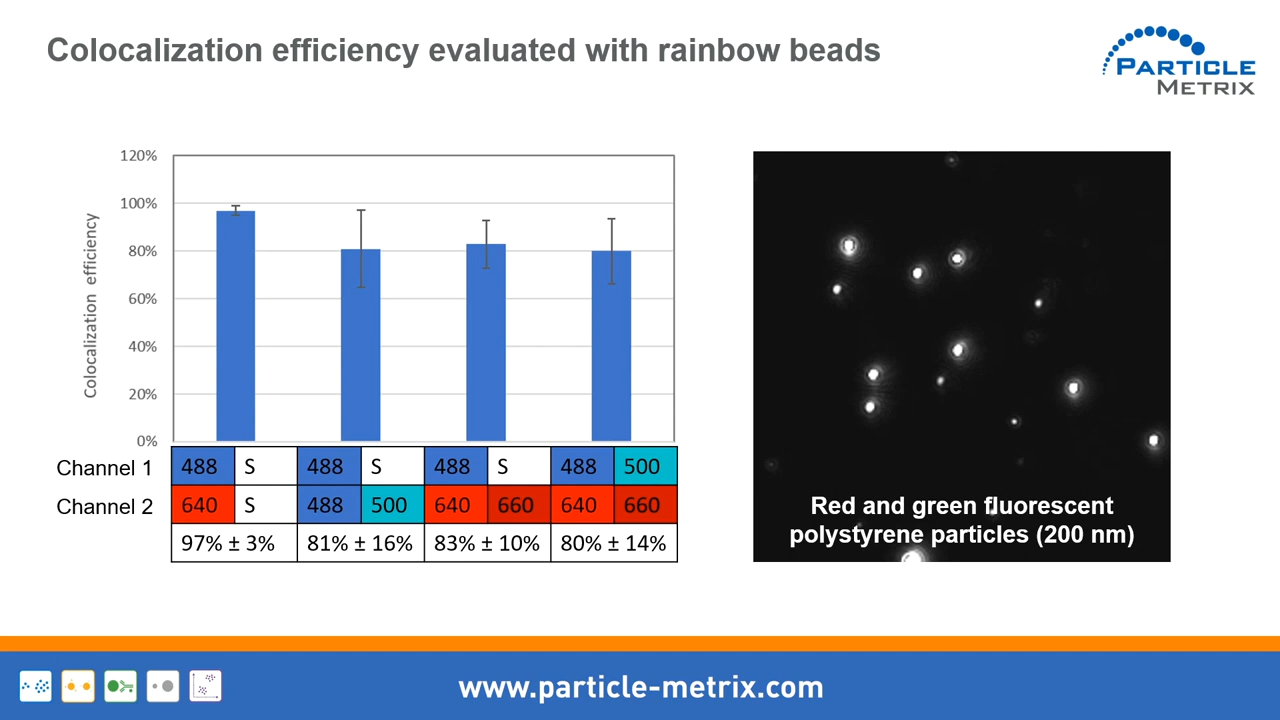 Colocalization efficiency evaluated with rainbow beads
PARTICLE
METRIX
120%
100%
80%
60%
40%
20%
0%
Colocalization efficiency
Channel 1 488 S 488 S 488 S 488 500
Channel 2 640 S 488 500 640 660 640 660
97% ± 3% 81% ± 16% 83% ± 10% 80% ± 14%
Red and green fluorescent
polystyrene particles (200 nm)
www.particle-metrix.com